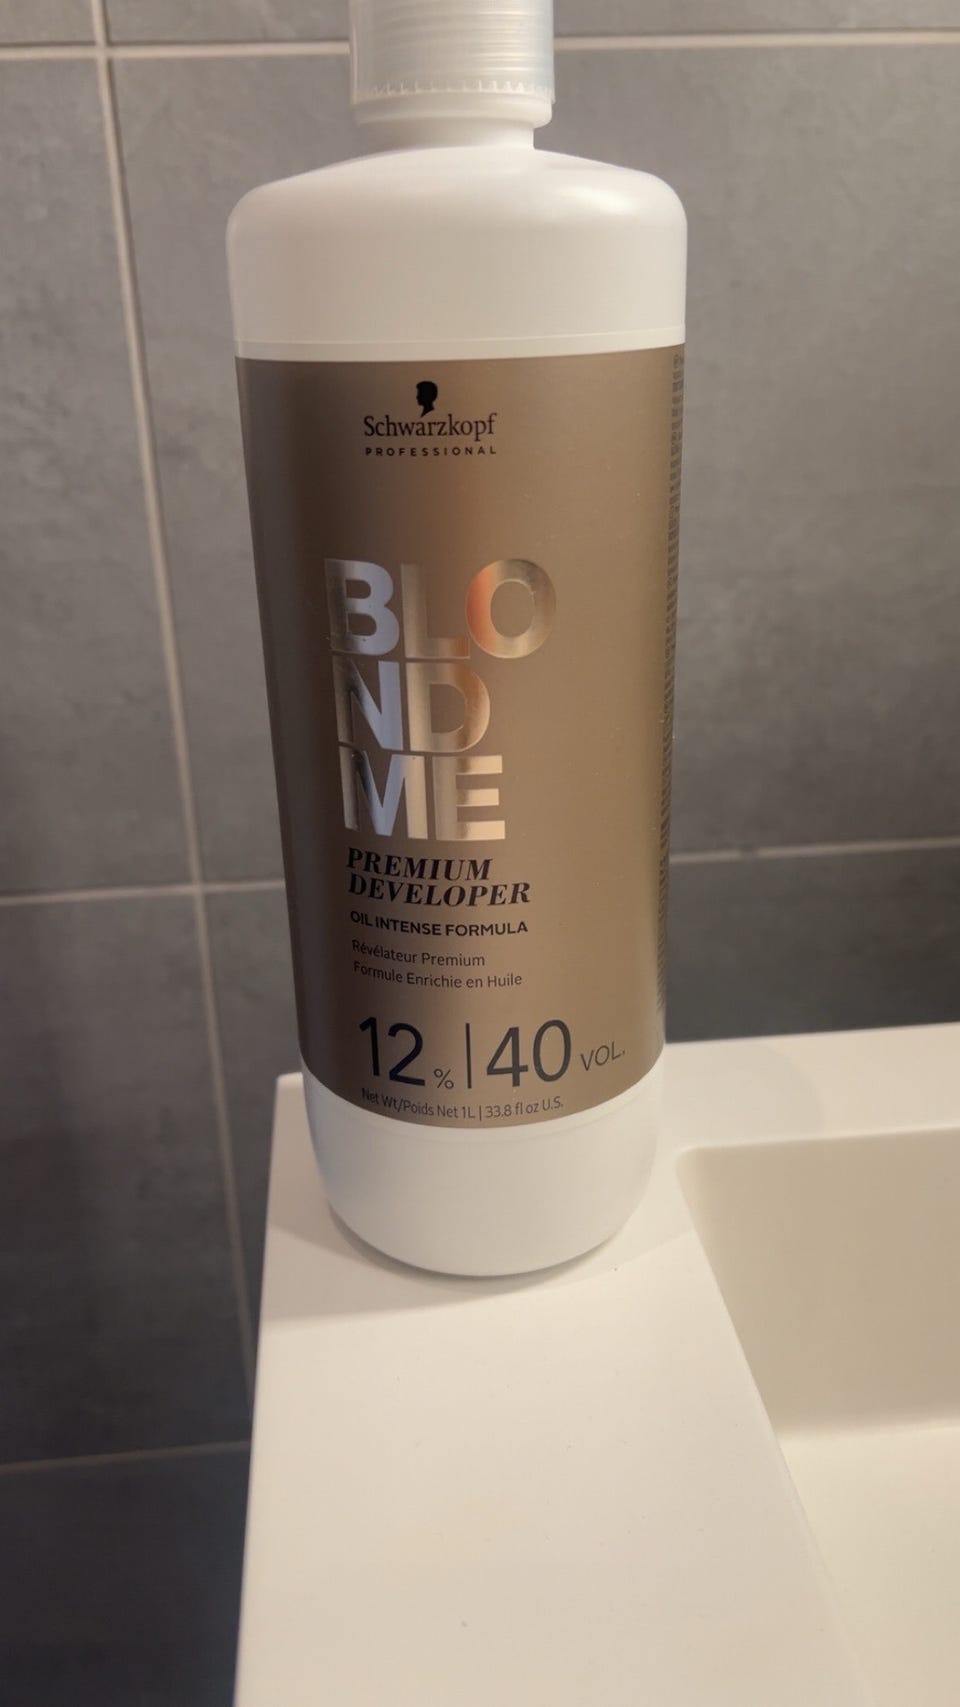 Schwarzkopf
PROFESSIONAL
BLO
ND
ME
PREMIUM
DEVELOPER
OIL INTENSE FORMULA
Révélateur Premium
Formule Enrichie en Huile
12% | 40 VOL.
Net Wt/Poids Net 1L | 33.8 fl oz U.S.